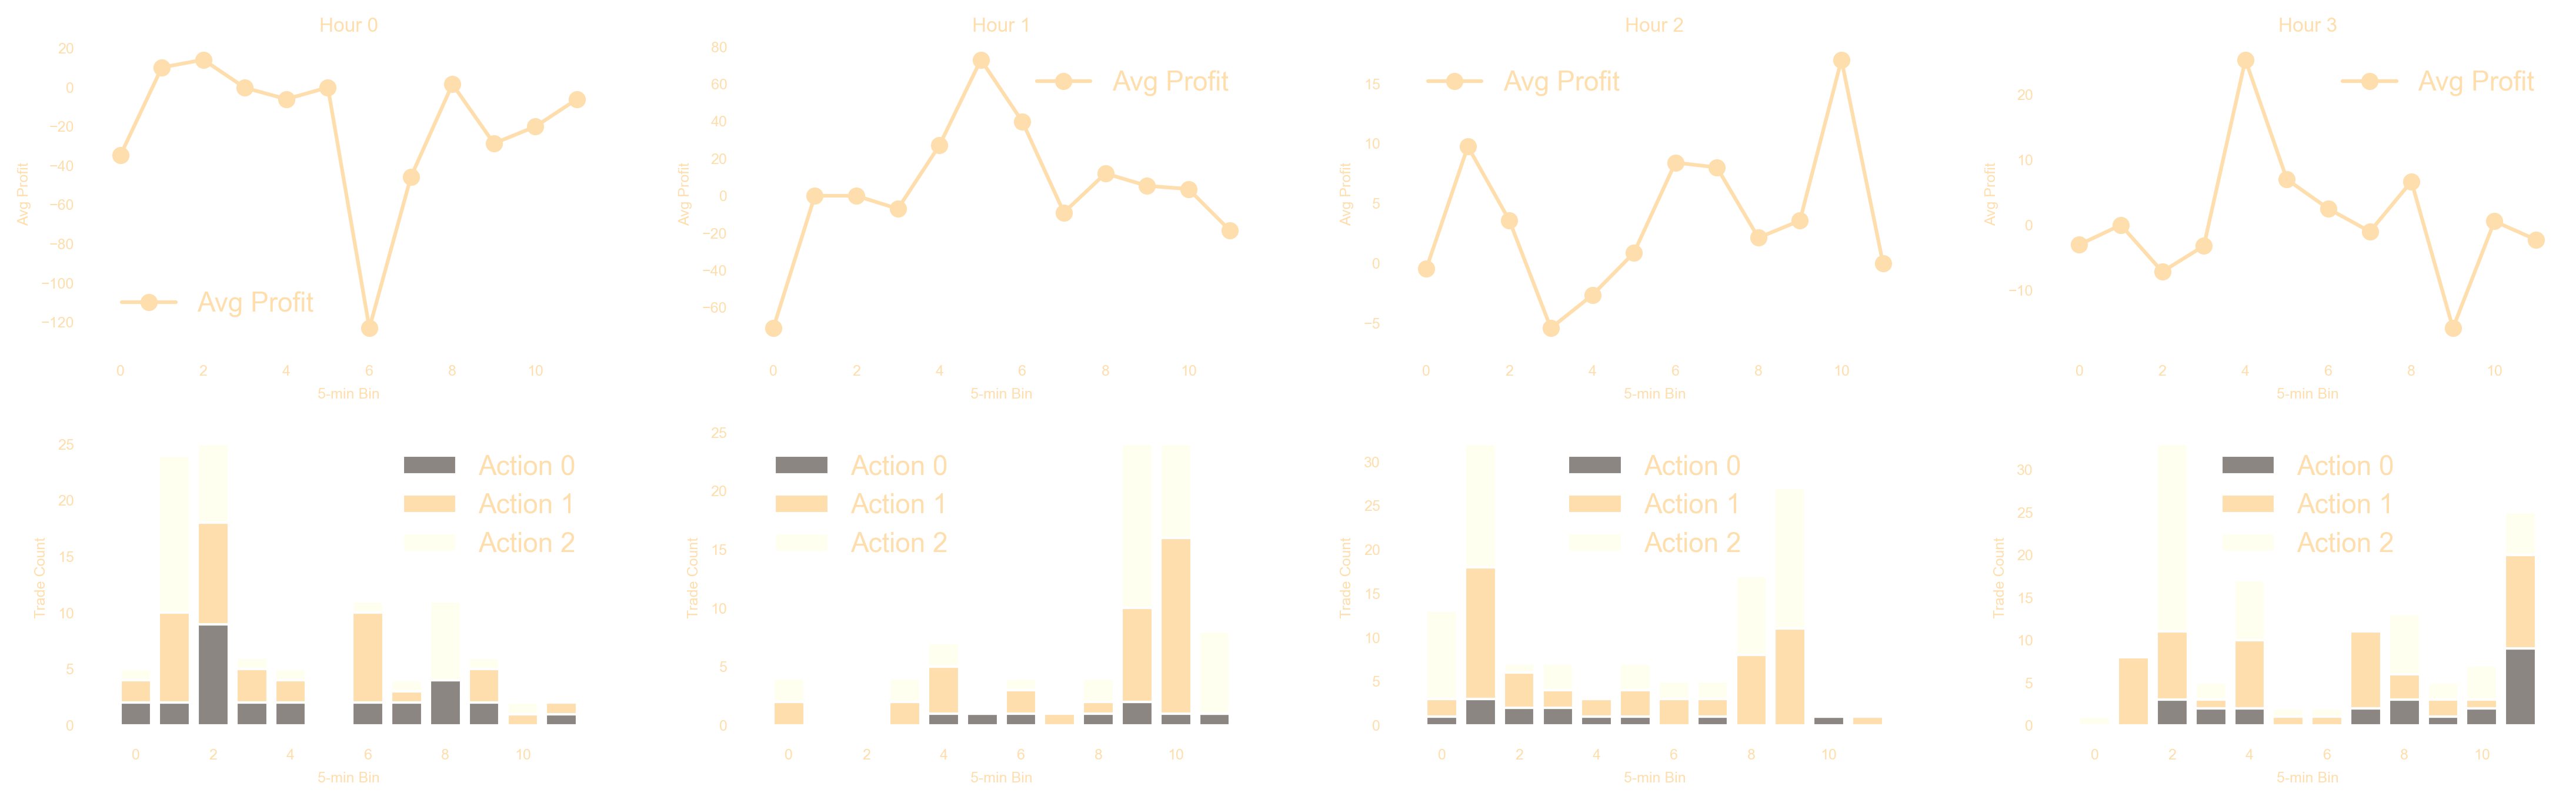 Hour 0
20
0
−20
−40
−60
−80
−100
−120
Avg Profit
Avg Profit
0 2 4 6 8 10
5-min Bin
Hour 1
80
60
40
20
0
−20
−40
−60
Avg Profit
Avg Profit
0 2 4 6 8 10
5-min Bin
Hour 2
15
10
5
0
−5
Avg Profit
Avg Profit
0 2 4 6 8 10
5-min Bin
Hour 3
20
10
0
−10
Avg Profit
Avg Profit
0 2 4 6 8 10
5-min Bin
25
20
15
10
5
0
Trade Count
Action 0
Action 1
Action 2
0 2 4 6 8 10
5-min Bin
25
20
15
10
5
0
Trade Count
Action 0
Action 1
Action 2
0 2 4 6 8 10
5-min Bin
30
25
20
15
10
5
0
Trade Count
Action 0
Action 1
Action 2
0 2 4 6 8 10
5-min Bin
30
25
20
15
10
5
0
Trade Count
Action 0
Action 1
Action 2
0 2 4 6 8 10
5-min Bin